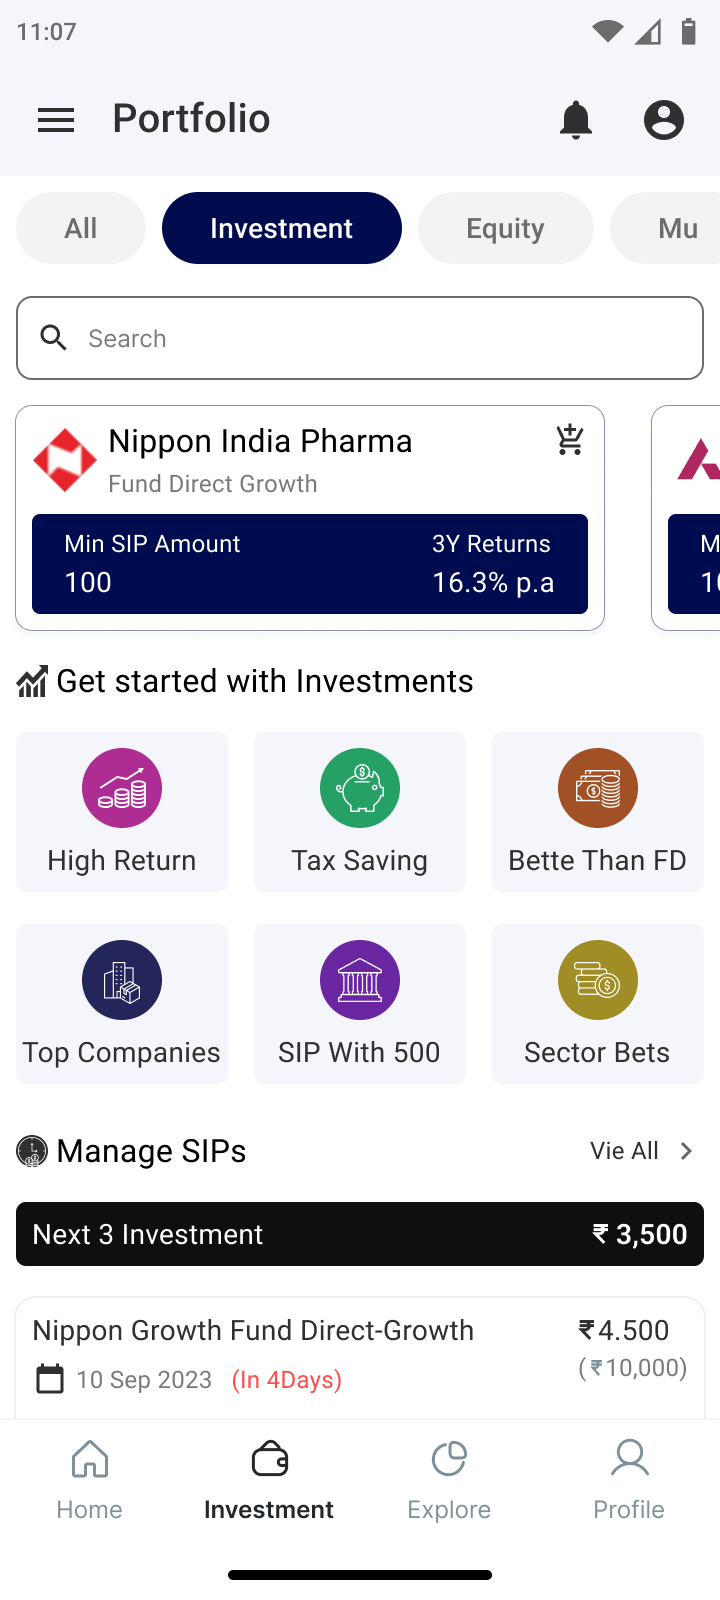 11:07
Portfolio
All
Investment
Equity
Mu
Search
Nippon India Pharma
Fund Direct Growth
Min SIP Amount
3Y Returns
100
16.3% p.a
M
10
Get started with Investments
High Return
Tax Saving
Bette Than FD
Top Companies
SIP With 500
Sector Bets
Manage SIPs
Vie All
Next 3 Investment
₹ 3,500
Nippon Growth Fund Direct-Growth
₹4.500
10 Sep 2023 (In 4Days)
(₹10,000)
Home
Investment
Explore
Profile